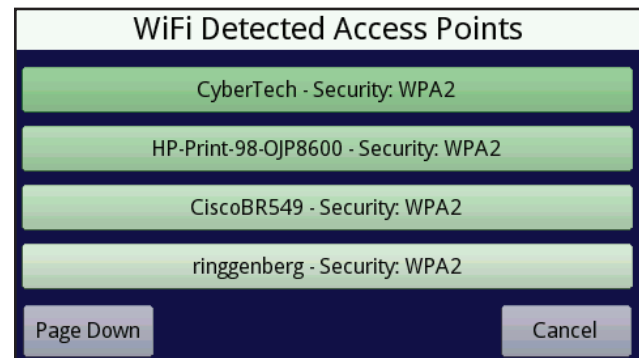 WiFi Detected Access Points
CyberTech - Security: WPA2
HP-Print-98-OJP8600 - Security: WPA2
CiscoBR549 - Security: WPA2
ringgenberg - Security: WPA2
Page Down
Cancel